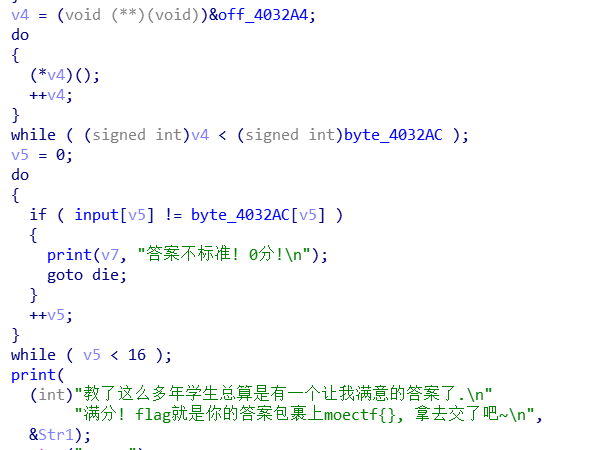 v4 = (void (**)(void))&off_4032A4;
do
{
(*v4)();
++v4;
}
while ( (signed int)v4 < (signed int)byte_4032AC );
v5 = 0;
do
{
if ( input[v5] != byte_4032AC[v5] )
{
print(v7, "答案不标准! 0分!\n");
goto die;
}
++v5;
}
while ( v5 < 16 );
print(
(int)"教了这么多年学生总算是有一个让我满意的答案了.\n"
"满分! flag就是你的答案包裹上moectf{}, 拿去交了吧~\n",
&Str1);